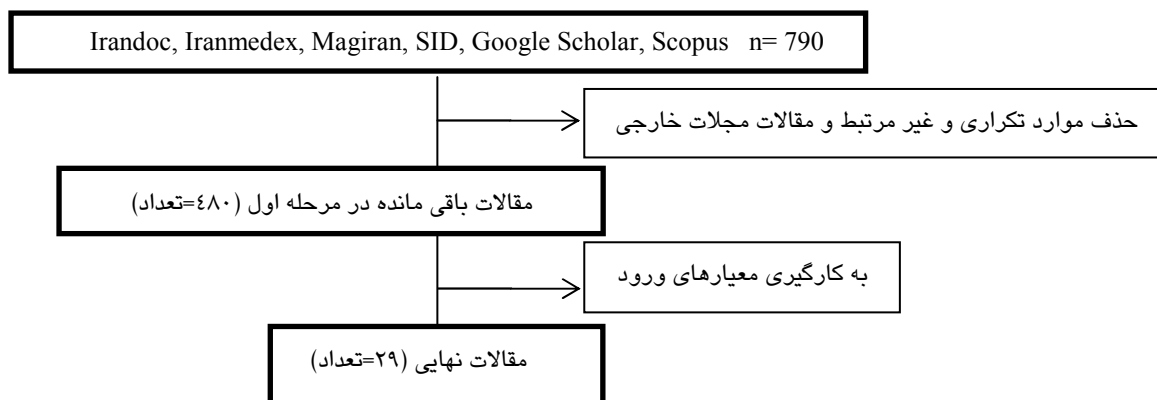 Irandoc, Iranmedex, Magiran, SID, Google Scholar, Scopus n= 790
حذف موارد تکراری و غیر مرتبط و مقالات مجلات خارجی
مقالات باقی مانده در مرحله اول (٤٨٠=تعداد)
به کارگیری معیارهای ورود
مقالات نهایی (٢٩=تعداد)